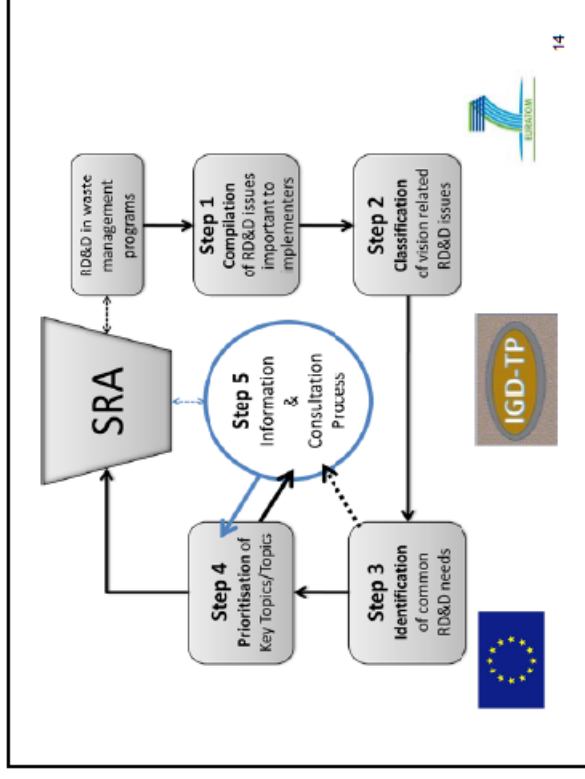 SRA
RD&D in waste
management
programs
Step 1
Compilation
of RD&D issues
important to
implementers
Step 2
Classification
of vision related
RD&D issues
Step 3
Identification
of common
RD&D needs
Step 4
Prioritisation of
Key Topics/Topics
Step 5
Information
&
Consultation
Process
IGD-TP
EURATOM
14